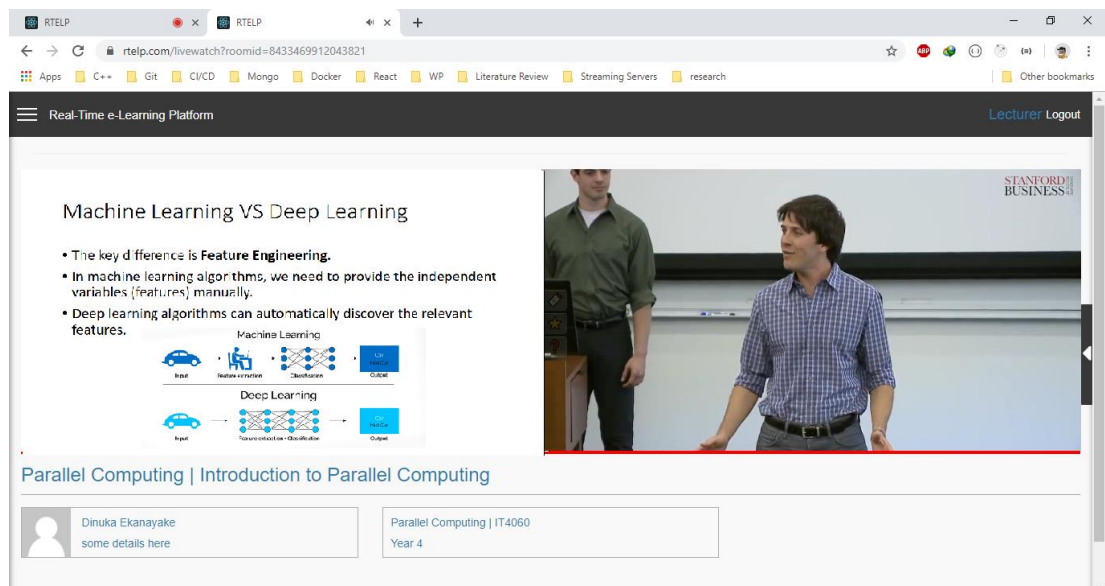 RTELP
RTELP
rtelp.com/livewatch?roomid=8433469912043821
ABP
Apps
C++
Git
CI/CD
Mongo
Docker
React
WP
Literature Review
Streaming Servers
research
Other bookmarks
Real-Time e-Learning Platform
Lecturer Logout
STANFORD
BUSINESS
Machine Learning VS Deep Learning
• The key difference is Feature Engineering.
• In machine learning algorithms, we need to provide the independent
variables (features) manually.
• Deep learning algorithms can automatically discover the relevant
features.
Machine Learning
Input
Feature extraction
Classification
Output
Deep Learning
Input
Feature extraction + Classification
Output
Parallel Computing | Introduction to Parallel Computing
Dinuka Ekanayake
some details here
Parallel Computing | IT4060
Year 4